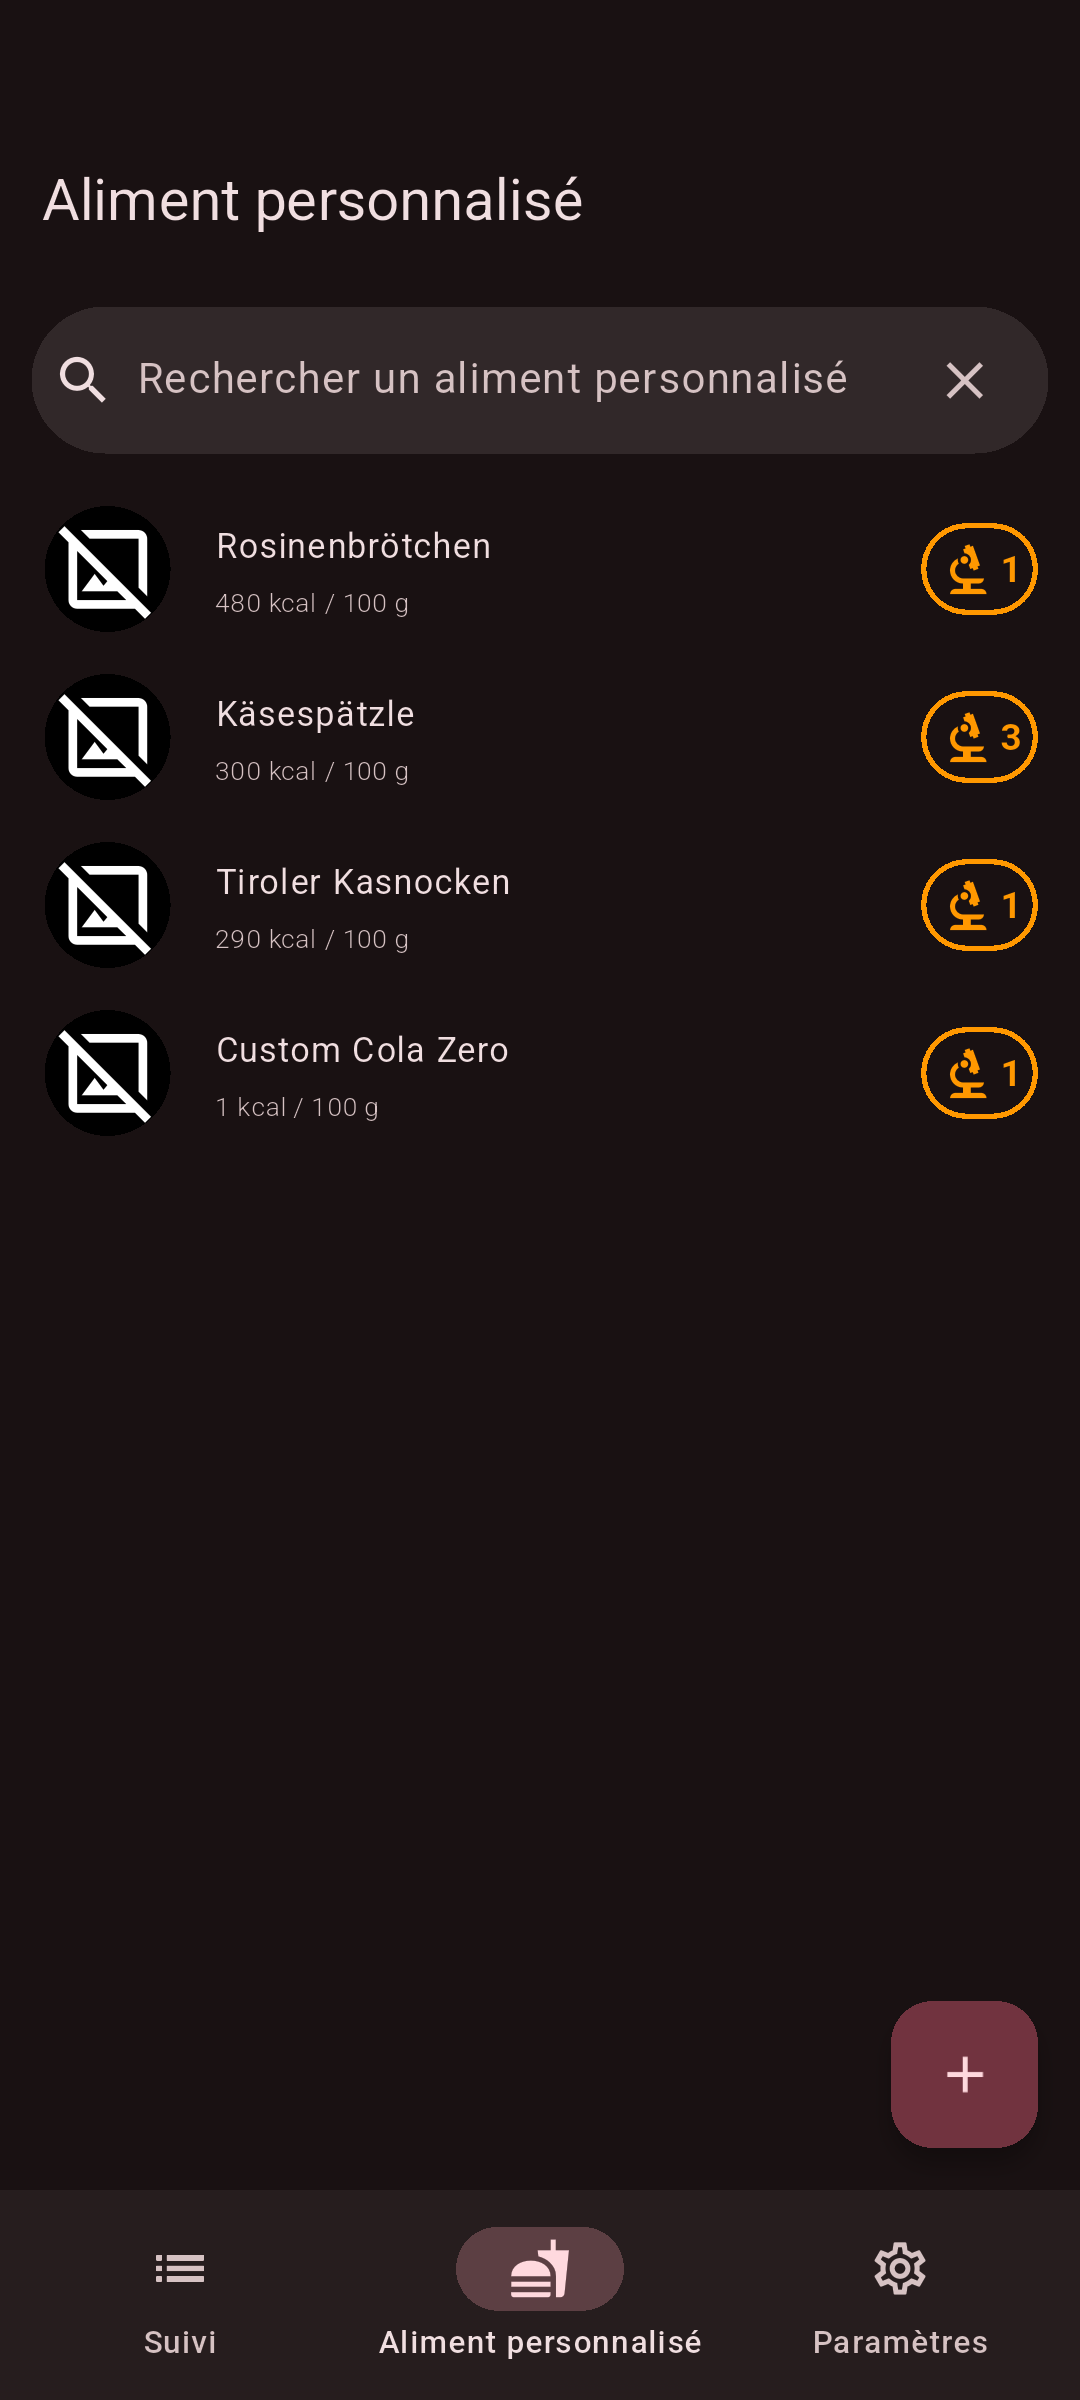 Aliment personnalisé
Rechercher un aliment personnalisé
Rosinenbrötchen
480 kcal / 100 g
1
Käsespätzle
300 kcal / 100 g
3
Tiroler Kasnocken
290 kcal / 100 g
1
Custom Cola Zero
1 kcal / 100 g
1
Suivi
Aliment personnalisé
Paramètres